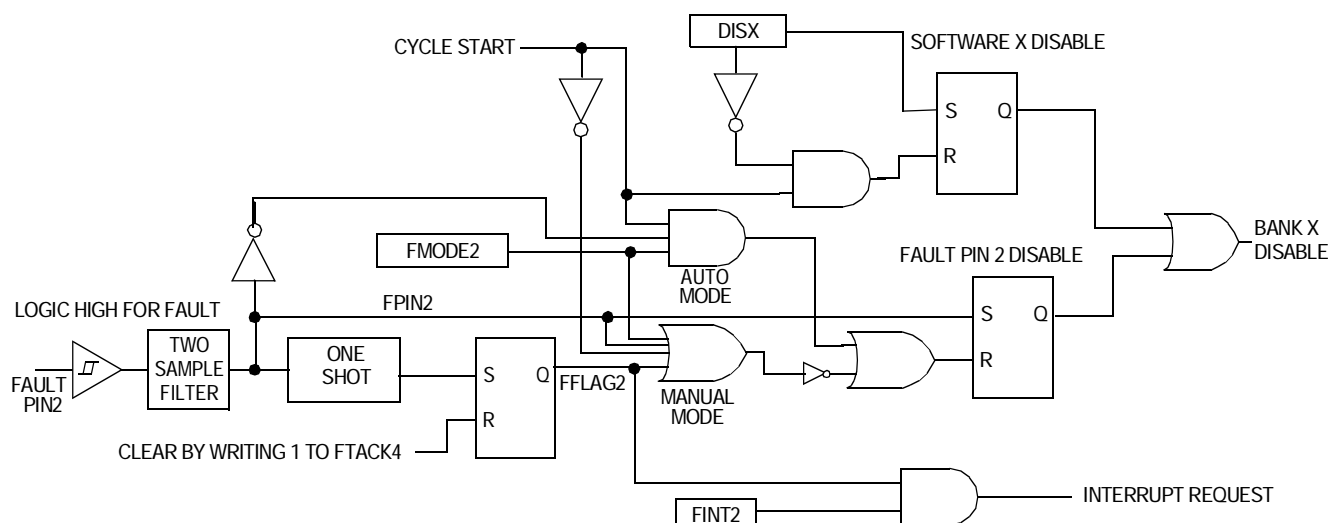 DISX
CYCLE START
SOFTWARE X DISABLE
S
Q
R
FMODE2
AUTO
MODE
BANK X
DISABLE
FAULT PIN 2 DISABLE
LOGIC HIGH FOR FAULT
FPIN2
S
Q
R
TWO
SAMPLE
FILTER
ONE
SHOT
S
Q
R
FFLAG2
MANUAL
MODE
FAULT
PIN2
CLEAR BY WRITING 1 TO FTACK4
INTERRUPT REQUEST
FINT2